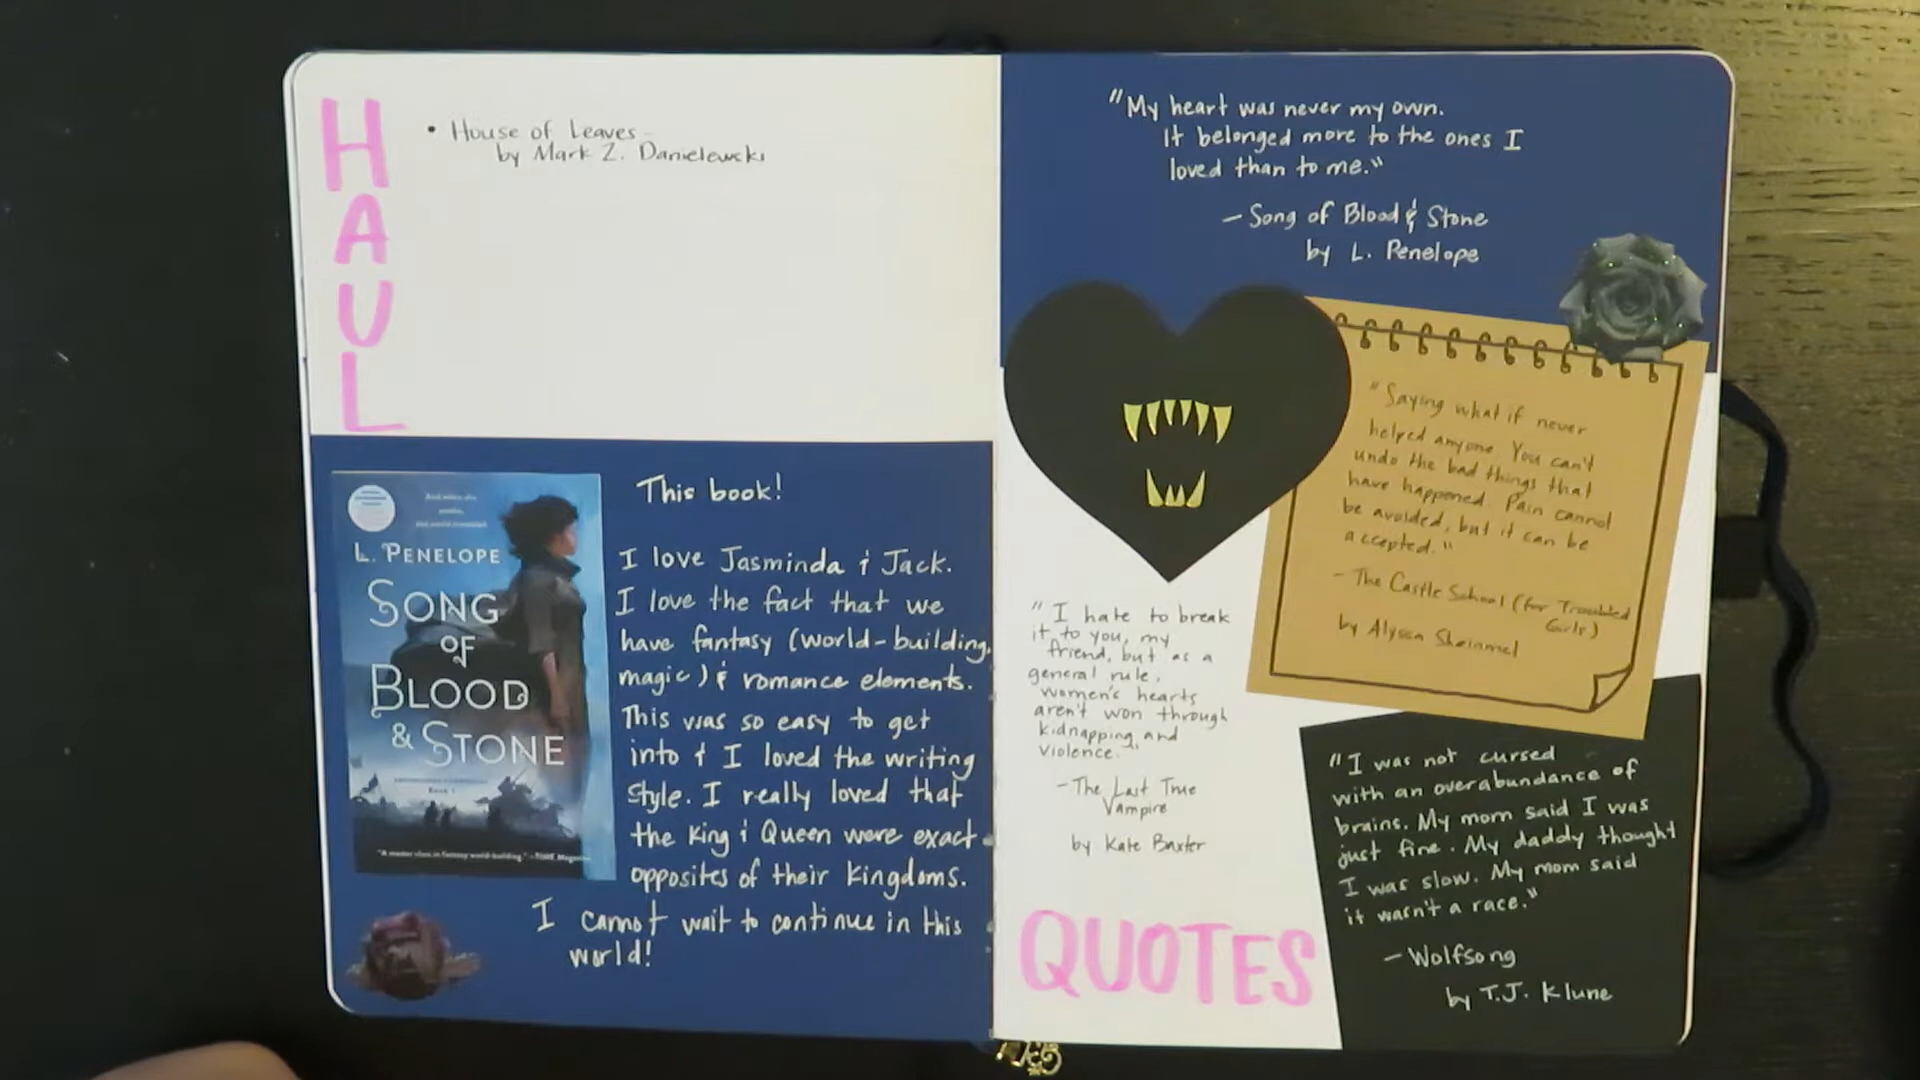 HAUL
• House of Leaves -
by Mark Z. Danielewski
L. PENELOPE
SONG
OF
BLOOD
& STONE
"A master class in fantasy world-building." —TIME Magazine
This book!
I love Jasminda & Jack.
I love the fact that we
have fantasy (world-building,
magic) & romance elements.
This was so easy to get
into & I loved the writing
style. I really loved that
the King & Queen were exact
opposites of their kingdoms.
I cannot wait to continue in this
world!
"My heart was never my own.
It belonged more to the ones I
loved than to me."
- Song of Blood & Stone
by L. Penelope
"Saying what if never
helped anyone. You can't
undo the bad things that
have happened. Pain cannot
be avoided, but it can be
accepted."
- The Castle School (for Troubled
Girls)
by Alyssa Sheinmel
"I hate to break
it to you, my
friend, but as a
general rule,
women's hearts
aren't won through
kidnapping and
violence."
- The Last True
Vampire
by Kate Baxter
"I was not cursed
with an overabundance of
brains. My mom said I was
just fine. My daddy thought
I was slow. My mom said
it wasn't a race."
- Wolfsong
by T.J. Klune
QUOTES